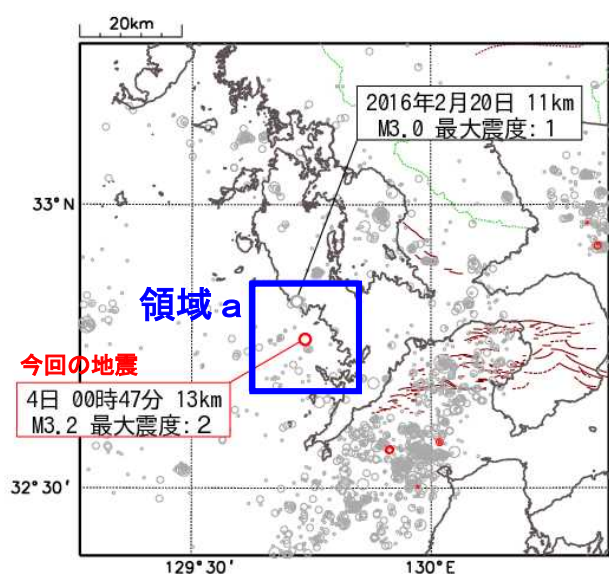 20km
2016年2月20日 11km
M3.0 最大震度:1
33°N
領域a
今回の地震
4日 00時47分 13km
M3.2 最大震度:2
32°30′
129°30′
130°E